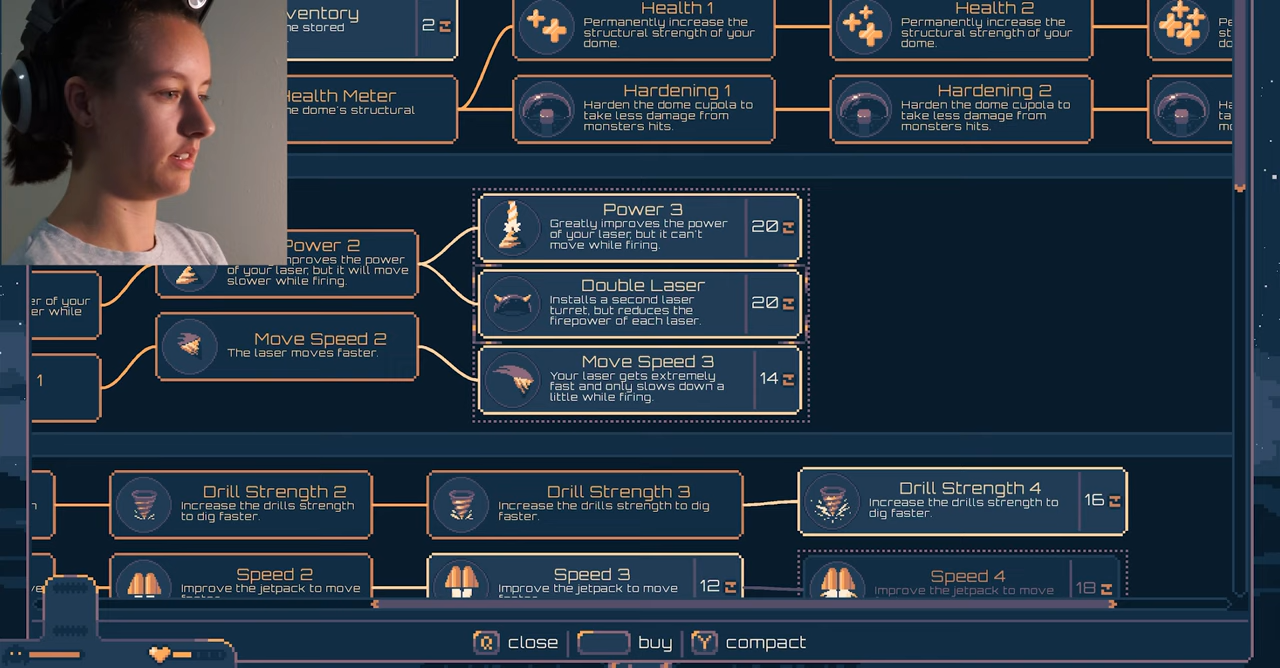 ventory
e stored
2
Health 1
Permanently increase the
structural strength of your
dome.
Health 2
Permanently increase the
structural strength of your
dome.
Health Meter
e dome's structural
Hardening 1
Harden the dome cupola to
take less damage from
monsters hits.
Hardening 2
Harden the dome cupola to
take less damage from
monsters hits.
Power 2
mproves the power
of your laser, but it will move
slower while firing.
er of your
er while
Power 3
Greatly improves the power
of your laser, but it can't
move while firing.
20
Double Laser
Installs a second laser
turret, but reduces the
firepower of each laser.
20
1
Move Speed 2
The laser moves faster.
Move Speed 3
Your laser gets extremely
fast and only slows down a
little while firing.
14
Drill Strength 2
Increase the drills strength
to dig faster.
Drill Strength 3
Increase the drills strength to dig
faster.
Drill Strength 4
Increase the drills strength to
dig faster.
16
Speed 2
Improve the jetpack to move
Speed 3
Improve the jetpack to move
12
Speed 4
Improve the jetpack to move
18
Q close
buy
Y compact